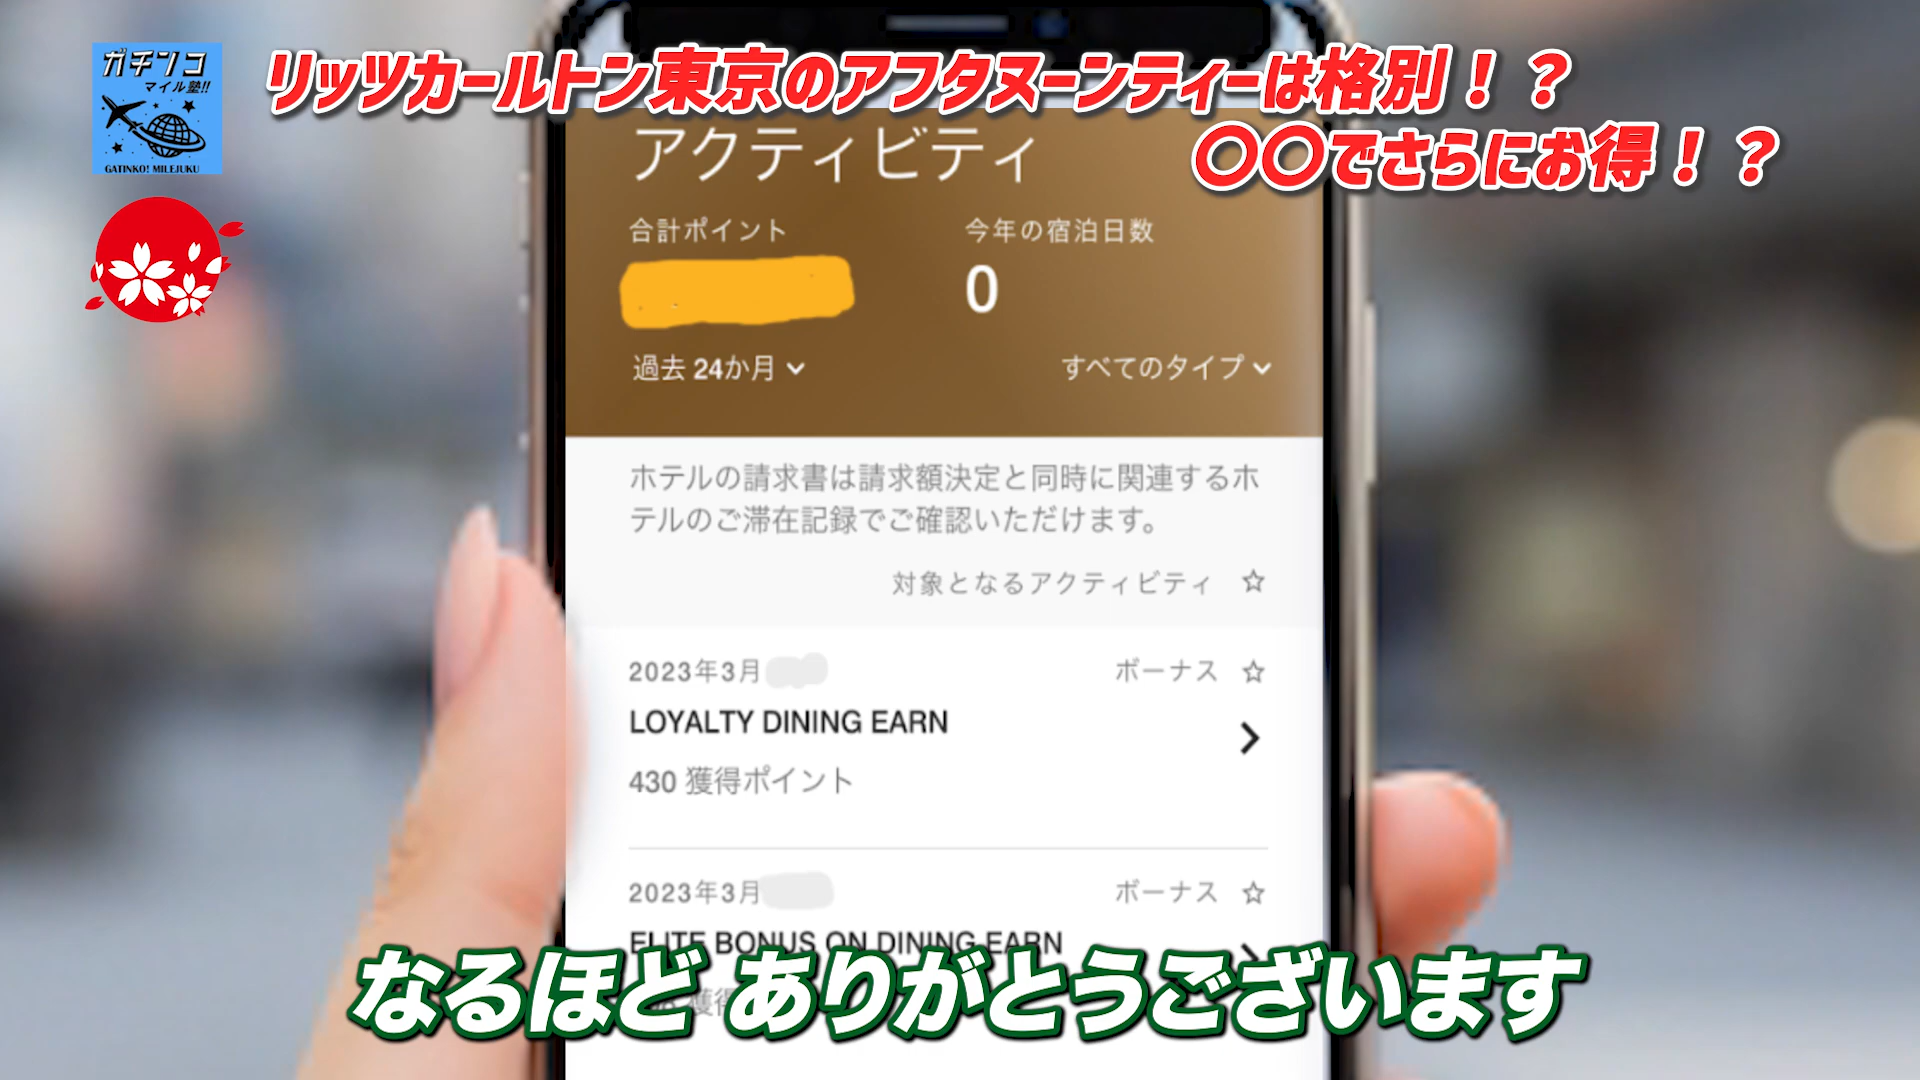 ガチンコ
マイル塾!!
GATINKO! MILEJUKU
リッツカールトン東京のアフタヌーンティーは格別！？
〇〇でさらにお得！？
アクティビティ
合計ポイント
今年の宿泊日数
0
過去 24か月
すべてのタイプ
ホテルの請求書は請求額決定と同時に関連するホ
テルのご滞在記録でご確認いただけます。
対象となるアクティビティ ☆
2023年3月
ボーナス ☆
LOYALTY DINING EARN
430 獲得ポイント
2023年3月
ボーナス ☆
ELITE BONUS ON DINING EARN
獲得
なるほど ありがとうございます